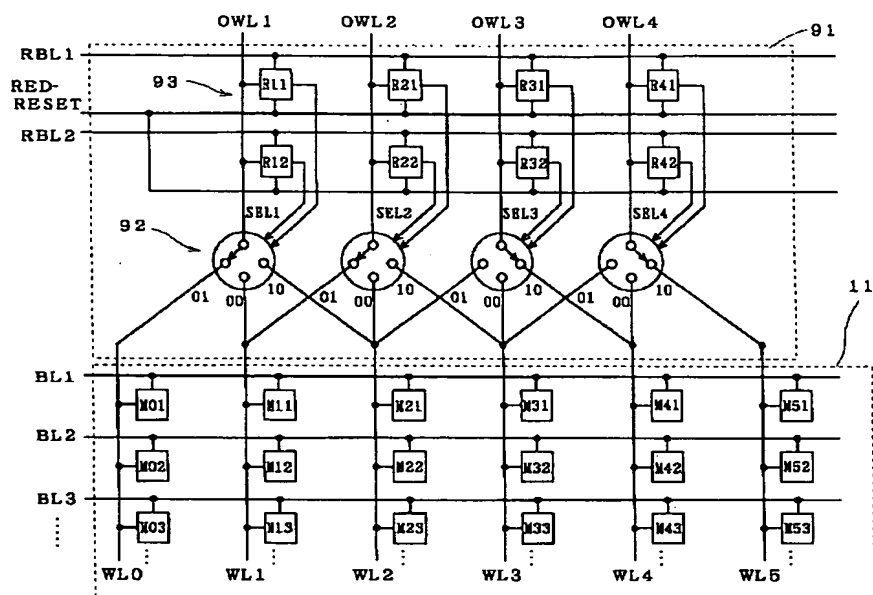 OWL1 OWL2 OWL3 OWL4 91
RBL1
93 R11 R21 R31 R41
RED-
RESET
RBL2
R12 R22 R32 R42
SEL1 SEL2 SEL3 SEL4
92
01 00 10 01 00 10 01 00 10 01 00 10
11
BL1
M01 M11 M21 M31 M41 M51
BL2
M02 M12 M22 M32 M42 M52
BL3
M03 M13 M23 M33 M43 M53
WL0 WL1 WL2 WL3 WL4 WL5